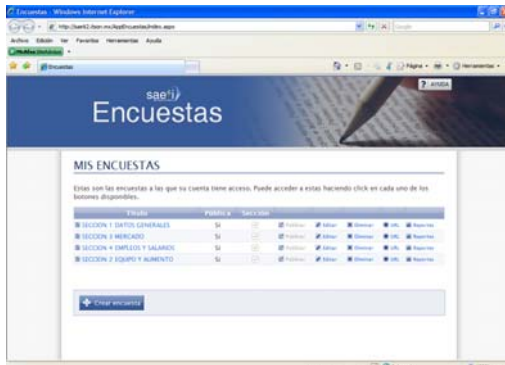 Encuestas - Windows Internet Explorer
Archivo Edición Ver Favoritos Herramientas Ayuda
Encuestas
Página Herramientas
? AYUDA
Encuestas
MIS ENCUESTAS
Estas son las encuestas a las que su cuenta tiene acceso. Puede acceder a estas haciendo click en cada uno de los
botones disponibles.
Título Pública Sección
SECCION 1 DATOS GENERALES Si Publicar Editar Eliminar URL Reportes
SECCION 3 MERCADO Si Publicar Editar Eliminar URL Reportes
SECCION 4 EMPLEOS Y SALARIOS Si Publicar Editar Eliminar URL Reportes
SECCION 2 EQUIPO Y AUMENTO Si Publicar Editar Eliminar URL Reportes
Crear encuesta